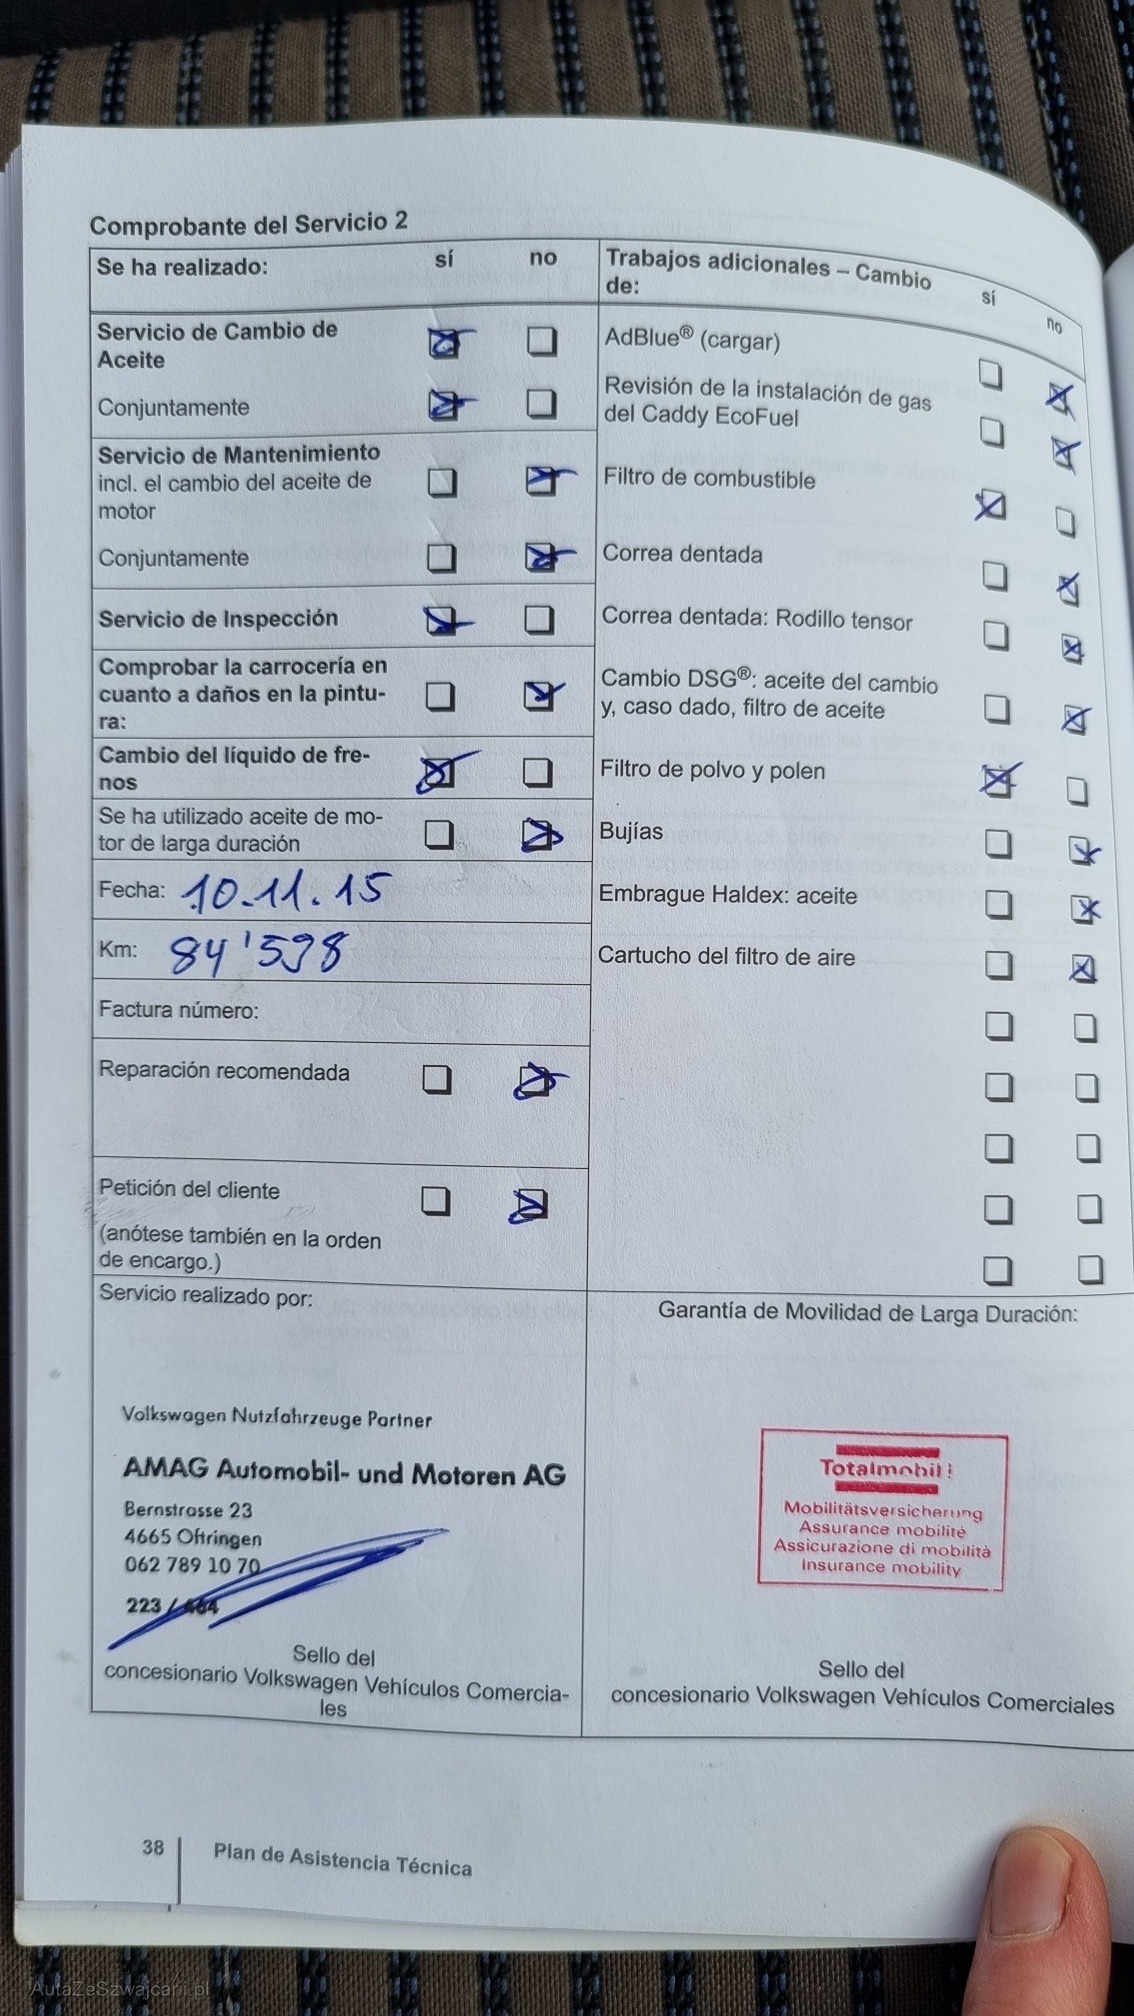 Comprobante del Servicio 2
Se ha realizado: sí no
Servicio de Cambio de
Aceite
Conjuntamente
Servicio de Mantenimiento
incl. el cambio del aceite de
motor
Conjuntamente
Servicio de Inspección
Comprobar la carrocería en
cuanto a daños en la pintu-
ra:
Cambio del líquido de fre-
nos
Se ha utilizado aceite de mo-
tor de larga duración
Fecha: 10.11.15
Km: 84'598
Factura número:
Reparación recomendada
Petición del cliente
(anótese también en la orden
de encargo.)
Trabajos adicionales – Cambio
de: sí no
AdBlue® (cargar)
Revisión de la instalación de gas
del Caddy EcoFuel
Filtro de combustible
Correa dentada
Correa dentada: Rodillo tensor
Cambio DSG®: aceite del cambio
y, caso dado, filtro de aceite
Filtro de polvo y polen
Bujías
Embrague Haldex: aceite
Cartucho del filtro de aire
Servicio realizado por:
Volkswagen Nutzfahrzeuge Partner
AMAG Automobil- und Motoren AG
Bernstrasse 23
4665 Oftringen
062 789 10 70
223 / 464
Sello del
concesionario Volkswagen Vehículos Comercia-
les
Garantía de Movilidad de Larga Duración:
Totalmobil!
Mobilitätsversicherung
Assurance mobilité
Assicurazione di mobilità
Insurance mobility
Sello del
concesionario Volkswagen Vehículos Comerciales
38 Plan de Asistencia Técnica
AutaZeSzwajcarii.pl